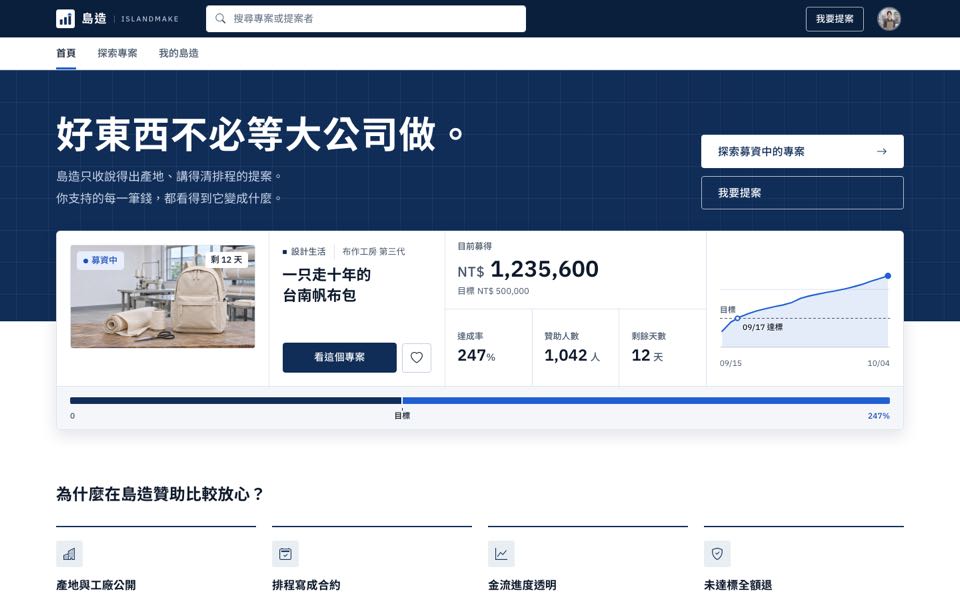 島造 ISLANDMAKE
搜尋專案或提案者
我要提案
首頁 探索專案 我的島造
好東西不必等大公司做。
島造只收說得出產地、講得清排程的提案。
你支持的每一筆錢，都看得到它變成什麼。
探索募資中的專案 →
我要提案
募資中
剩 12 天
設計生活 布作工房 第三代
一只走十年的
台南帆布包
看這個專案
目前募得
NT$ 1,235,600
目標 NT$ 500,000
達成率
247%
贊助人數
1,042 人
剩餘天數
12 天
目標
09/17 達標
09/15 10/04
0 目標 247%
為什麼在島造贊助比較放心？
產地與工廠公開
排程寫成合約
金流進度透明
未達標全額退